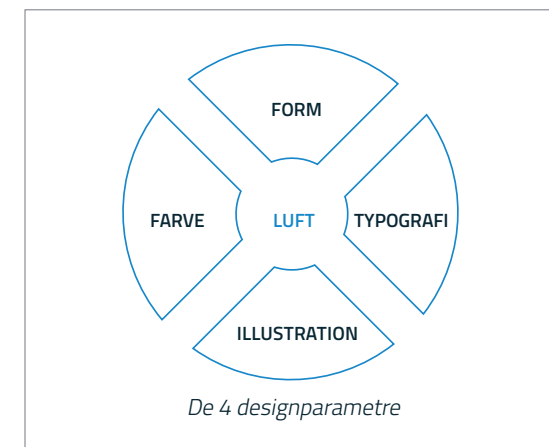 FORM
FARVE
LUFT
TYPOGRAFI
ILLUSTRATION
De 4 designparametre